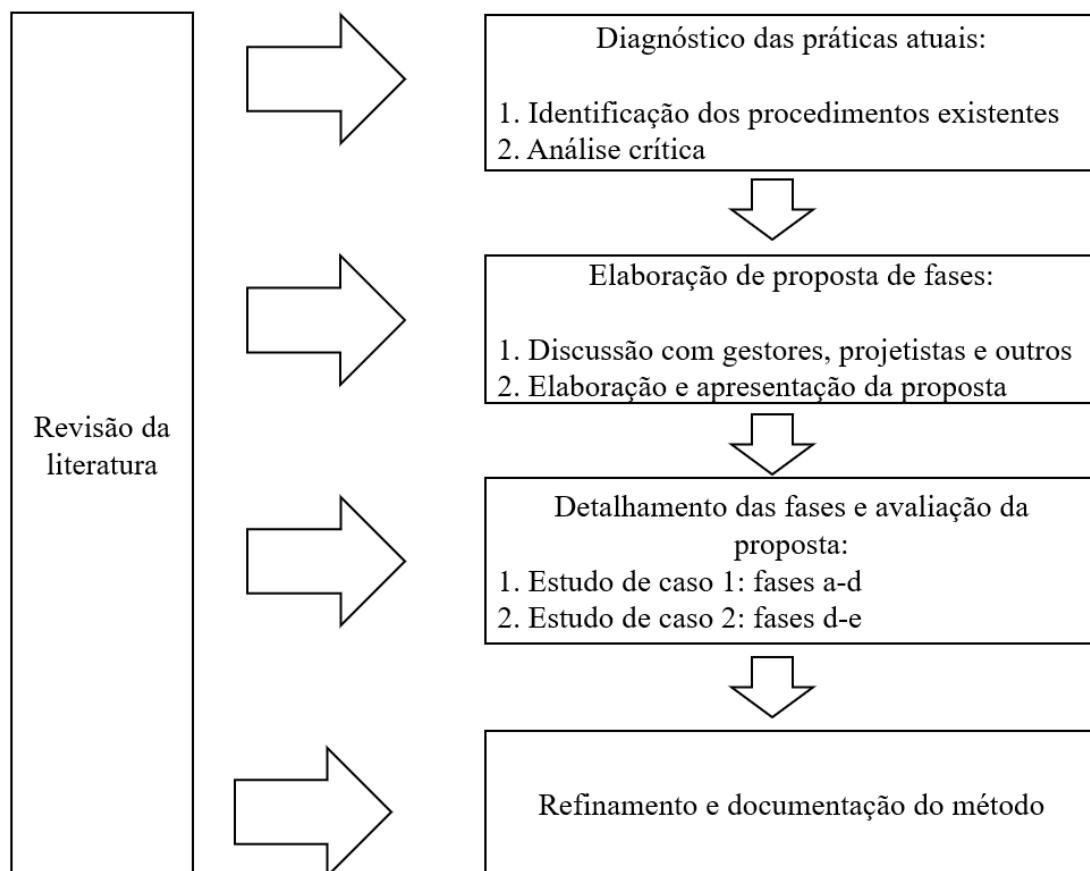 Revisão da
literatura
Diagnóstico das práticas atuais:
1. Identificação dos procedimentos existentes
2. Análise crítica
Elaboração de proposta de fases:
1. Discussão com gestores, projetistas e outros
2. Elaboração e apresentação da proposta
Detalhamento das fases e avaliação da
proposta:
1. Estudo de caso 1: fases a-d
2. Estudo de caso 2: fases d-e
Refinamento e documentação do método